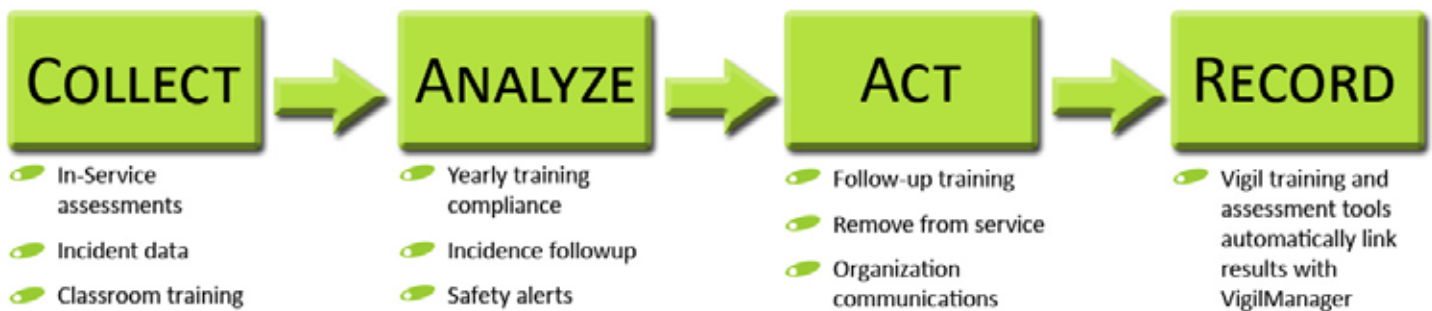 COLLECT
In-Service
assessments
Incident data
Classroom training
ANALYZE
Yearly training
compliance
Incidence followup
Safety alerts
ACT
Follow-up training
Remove from service
Organization
communications
RECORD
Vigil training and
assessment tools
automatically link
results with
VigilManager